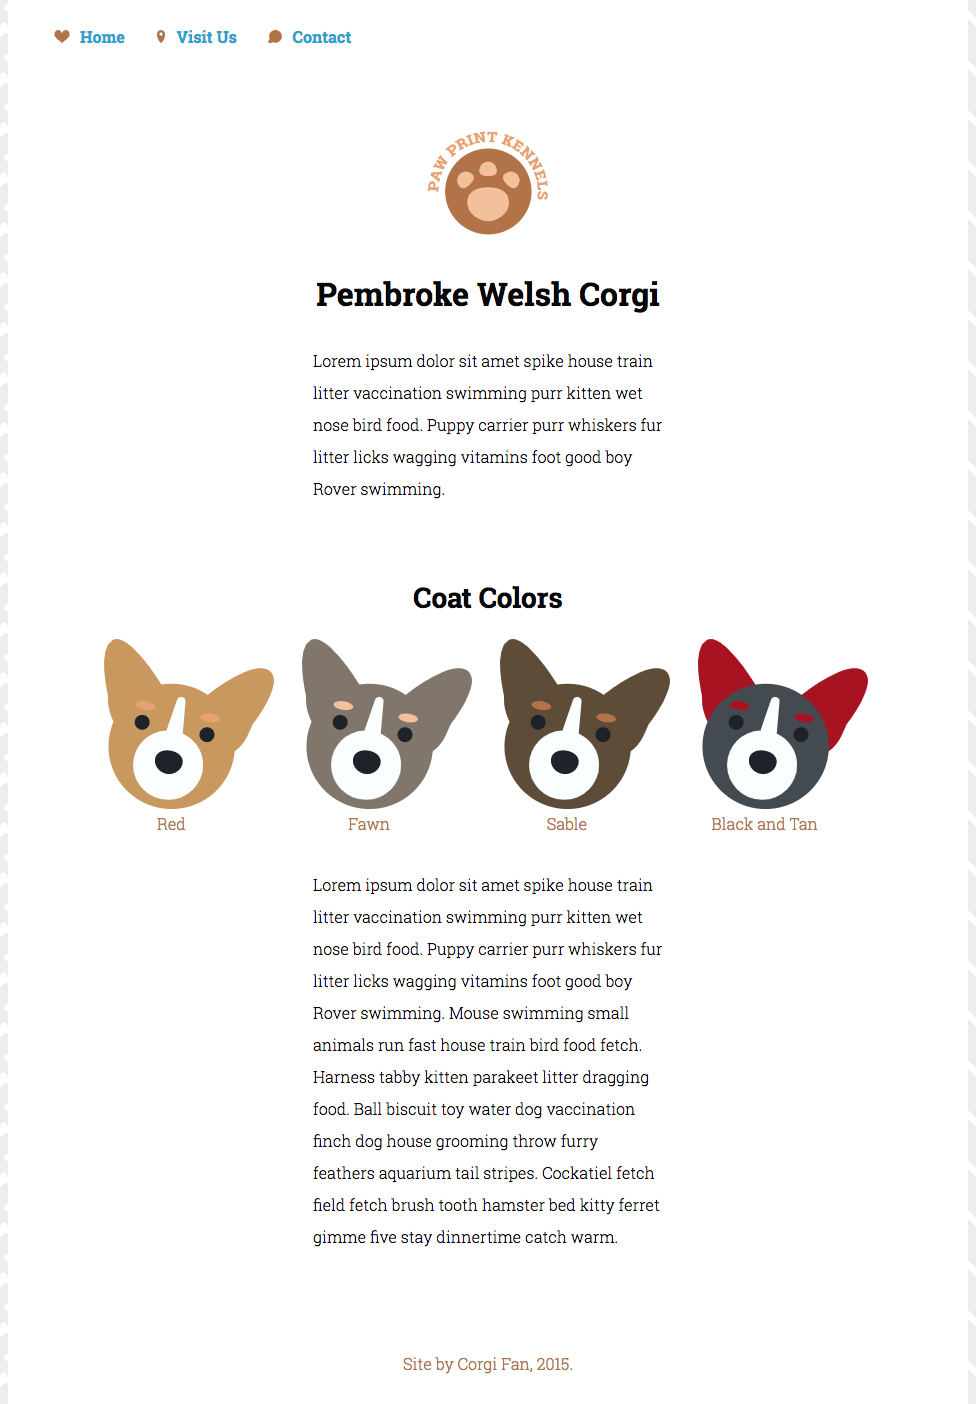 Home Visit Us Contact
PAW PRINT KENNELS
Pembroke Welsh Corgi
Lorem ipsum dolor sit amet spike house train
litter vaccination swimming purr kitten wet
nose bird food. Puppy carrier purr whiskers fur
litter licks wagging vitamins foot good boy
Rover swimming.
Coat Colors
Red Fawn Sable Black and Tan
Lorem ipsum dolor sit amet spike house train
litter vaccination swimming purr kitten wet
nose bird food. Puppy carrier purr whiskers fur
litter licks wagging vitamins foot good boy
Rover swimming. Mouse swimming small
animals run fast house train bird food fetch.
Harness tabby kitten parakeet litter dragging
food. Ball biscuit toy water dog vaccination
finch dog house grooming throw furry
feathers aquarium tail stripes. Cockatiel fetch
field fetch brush tooth hamster bed kitty ferret
gimme five stay dinnertime catch warm.
Site by Corgi Fan, 2015.